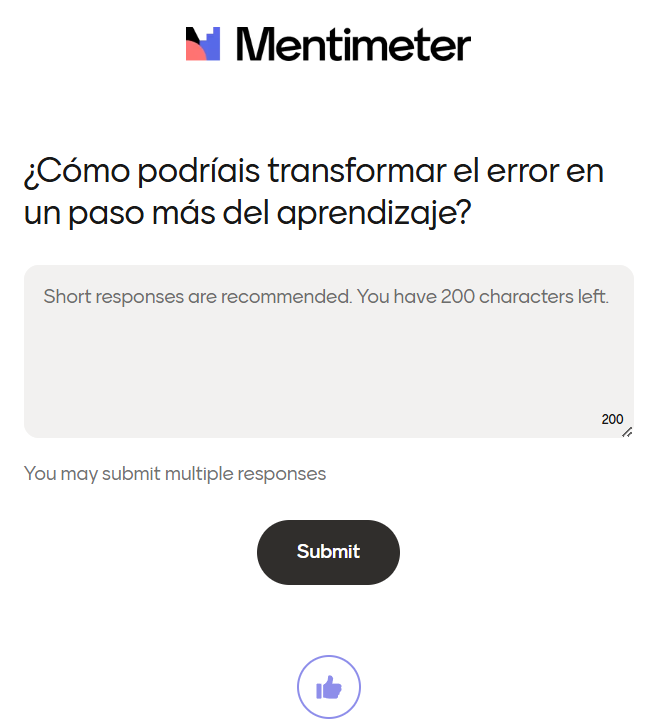 Mentimeter
¿Cómo podríais transformar el error en
un paso más del aprendizaje?
Short responses are recommended. You have 200 characters left.
200
You may submit multiple responses
Submit